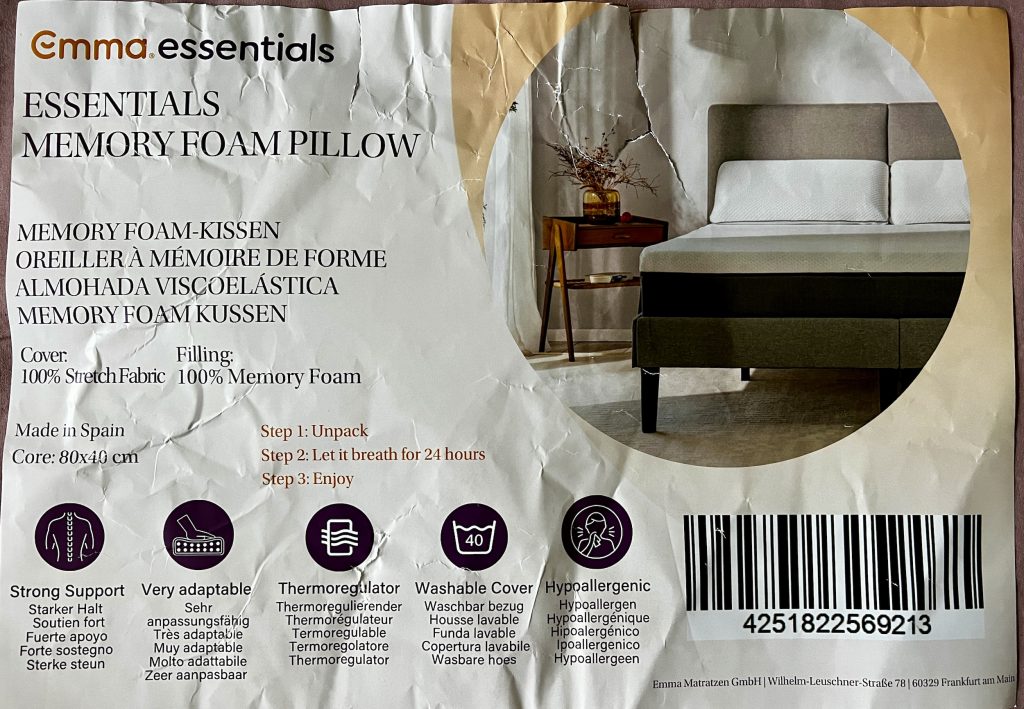 emma® essentials
ESSENTIALS
MEMORY FOAM PILLOW
MEMORY FOAM-KISSEN
OREILLER À MÉMOIRE DE FORME
ALMOHADA VISCOELÁSTICA
MEMORY FOAM KUSSEN
Cover:
100% Stretch Fabric
Filling:
100% Memory Foam
Made in Spain
Core: 80x40 cm
Step 1: Unpack
Step 2: Let it breath for 24 hours
Step 3: Enjoy
Strong Support
Starker Halt
Soutien fort
Fuerte apoyo
Forte sostegno
Sterke steun
Very adaptable
Sehr
anpassungsfähig
Très adaptable
Muy adaptable
Molto adattabile
Zeer aanpasbaar
Thermoregulator
Thermoregulierender
Thermorégulateur
Termoregulable
Termoregolatore
Thermoregulator
40
Washable Cover
Waschbar bezug
Housse lavable
Funda lavable
Copertura lavabile
Wasbare hoes
Hypoallergenic
Hypoallergen
Hypoallergénique
Hipoalergénico
Ipoallergenico
Hypoallergeen
4251822569213
Emma Matratzen GmbH | Wilhelm-Leuschner-Straße 78 | 60329 Frankfurt am Main